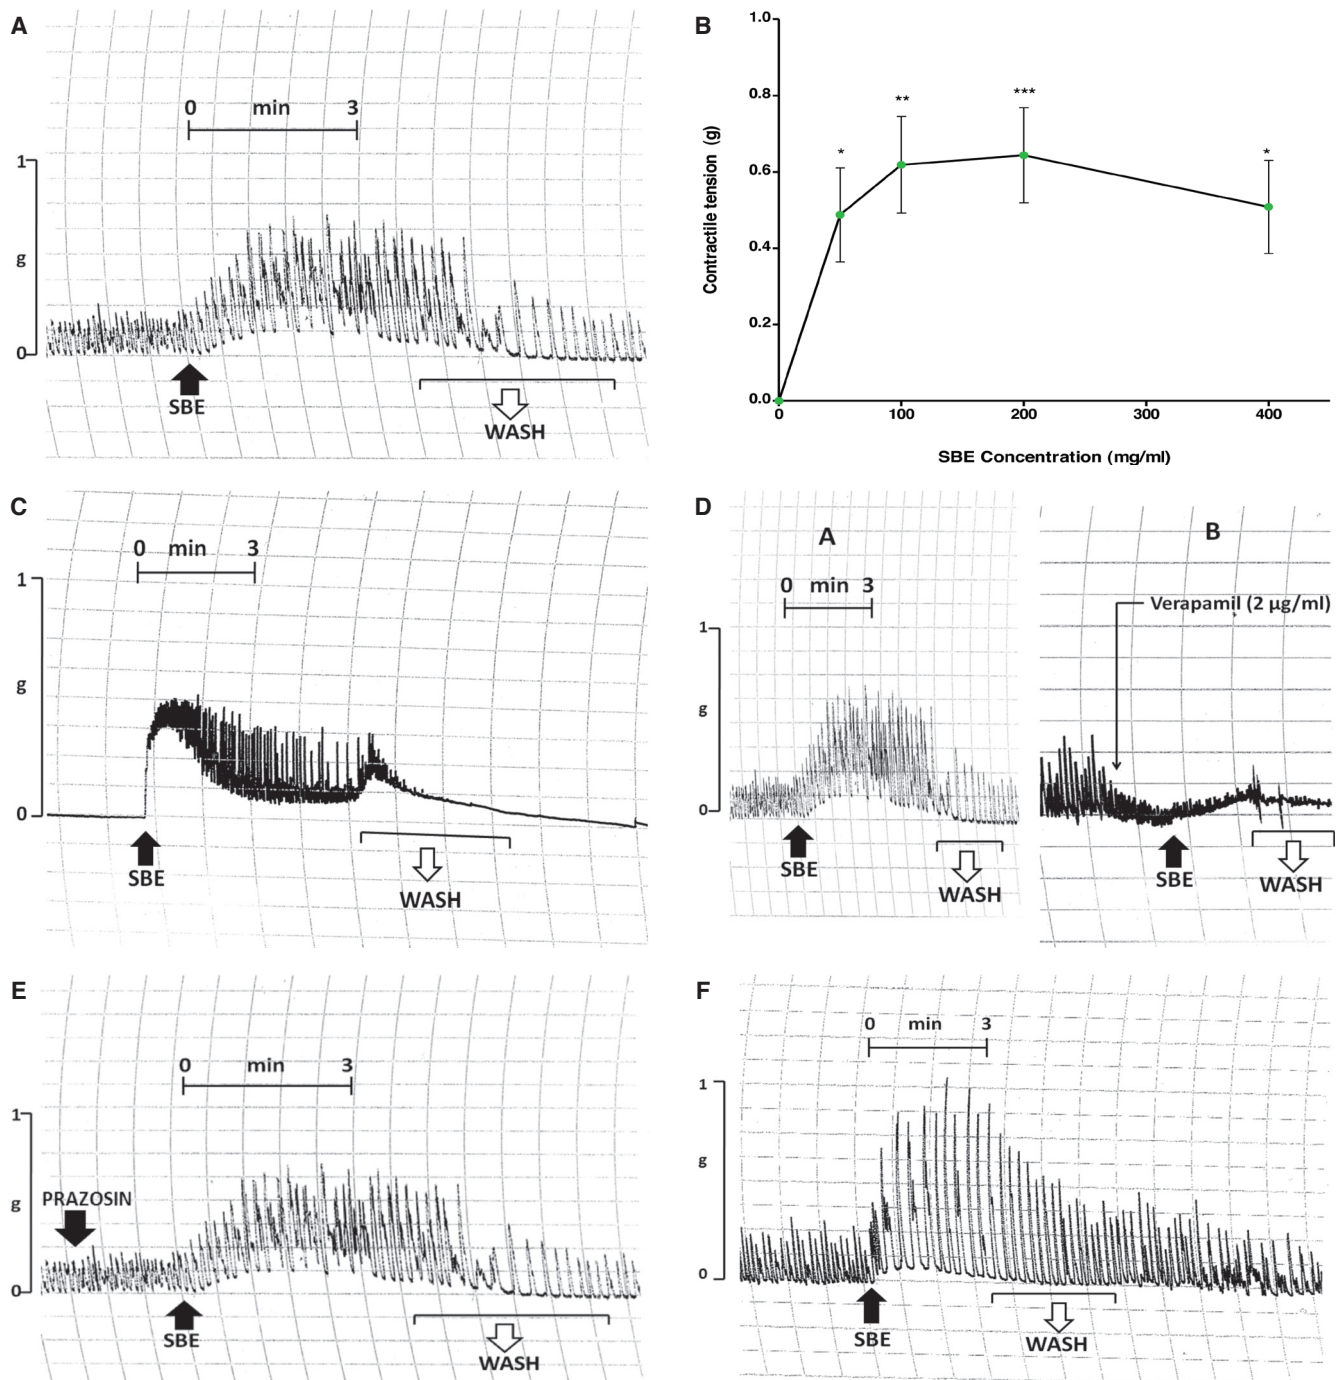 A
0 min 3
1
g
0
SBE
WASH
B
1.0
0.8
0.6
0.4
0.2
0.0
Contractile tension (g)
*
**
***
*
0 100 200 300 400
SBE Concentration (mg/ml)
C
0 min 3
1
g
0
SBE
WASH
D
A
0 min 3
1
g
0
SBE
WASH
B
Verapamil (2 µg/ml)
SBE
WASH
E
0 min 3
1
g
0
PRAZOSIN
SBE
WASH
F
0 min 3
1
g
0
SBE
WASH